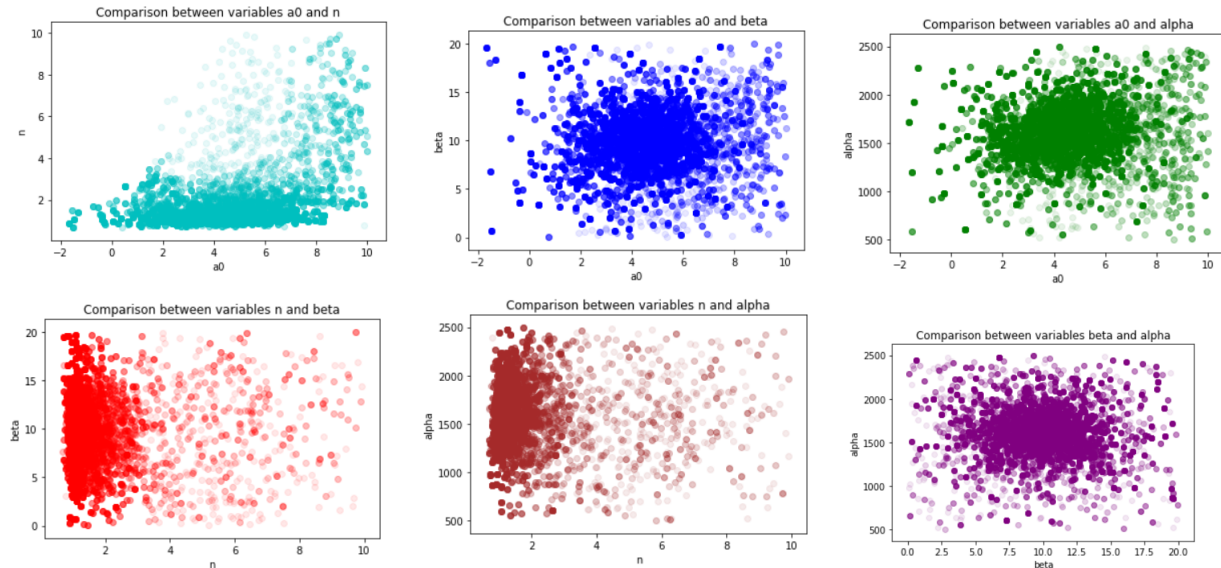 Comparison between variables a0 and n
10
8
6
4
2
n
−2 0 2 4 6 8 10
a0
Comparison between variables a0 and beta
20
15
10
5
0
beta
−2 0 2 4 6 8 10
a0
Comparison between variables a0 and alpha
2500
2000
1500
1000
500
alpha
−2 0 2 4 6 8 10
a0
Comparison between variables n and beta
20
15
10
5
0
beta
2 4 6 8 10
n
Comparison between variables n and alpha
2500
2000
1500
1000
500
alpha
2 4 6 8 10
n
Comparison between variables beta and alpha
2500
2000
1500
1000
500
alpha
0.0 2.5 5.0 7.5 10.0 12.5 15.0 17.5 20.0
beta